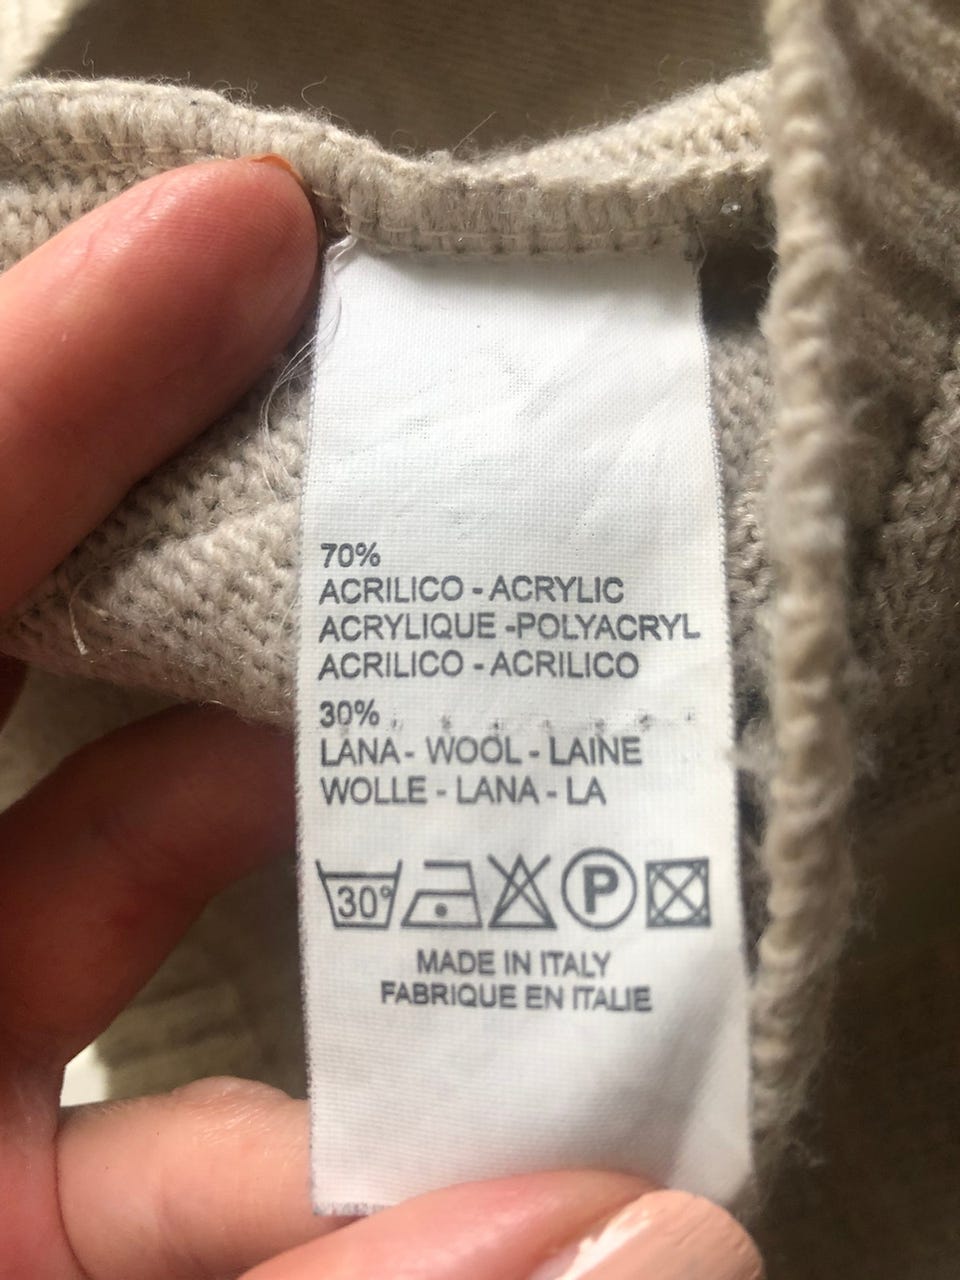 70%
ACRILICO - ACRYLIC
ACRYLIQUE -POLYACRYL
ACRILICO - ACRILICO
30%
LANA - WOOL - LAINE
WOLLE - LANA - LA
30° P
MADE IN ITALY
FABRIQUE EN ITALIE